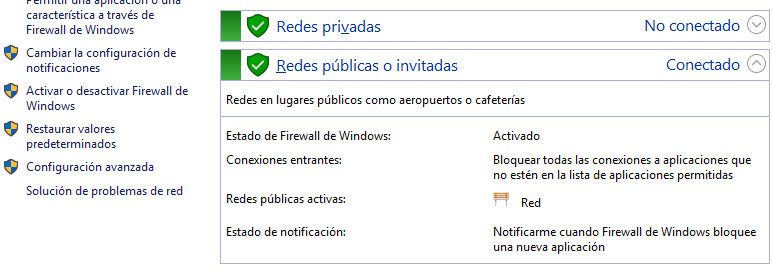 Permitir una aplicación o una
característica a través de
Firewall de Windows
Cambiar la configuración de
notificaciones
Activar o desactivar Firewall de
Windows
Restaurar valores
predeterminados
Configuración avanzada
Solución de problemas de red
Redes privadas No conectado
Redes públicas o invitadas Conectado
Redes en lugares públicos como aeropuertos o cafeterías
Estado de Firewall de Windows: Activado
Conexiones entrantes: Bloquear todas las conexiones a aplicaciones que
no estén en la lista de aplicaciones permitidas
Redes públicas activas: Red
Estado de notificación: Notificarme cuando Firewall de Windows bloquee
una nueva aplicación